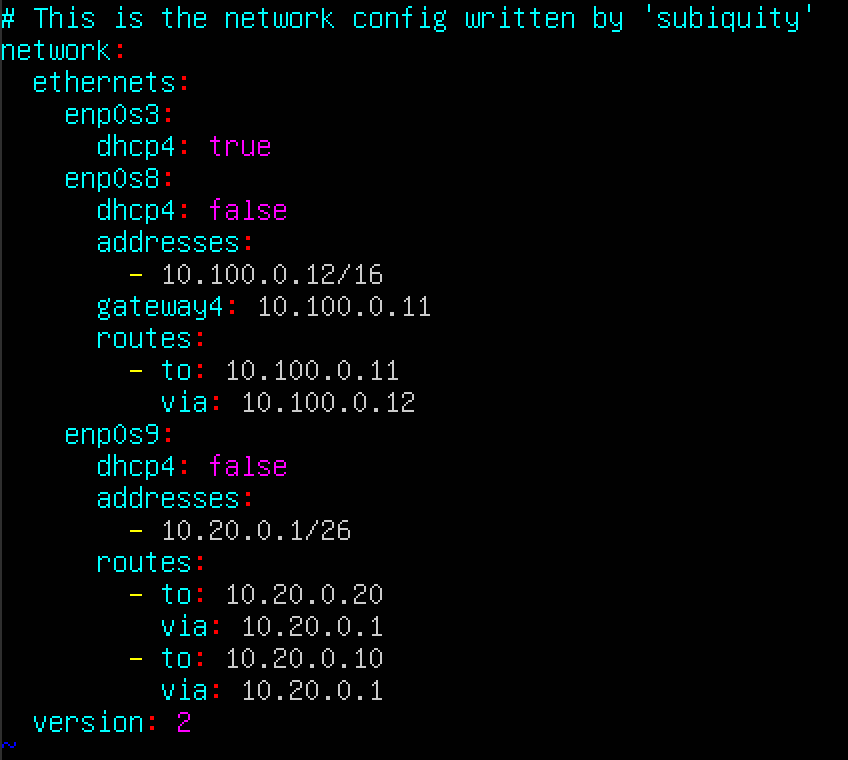 # This is the network config written by 'subiquity'
network:
  ethernets:
    enp0s3:
      dhcp4: true
    enp0s8:
      dhcp4: false
      addresses:
        - 10.100.0.12/16
      gateway4: 10.100.0.11
      routes:
        - to: 10.100.0.11
          via: 10.100.0.12
    enp0s9:
      dhcp4: false
      addresses:
        - 10.20.0.1/26
      routes:
        - to: 10.20.0.20
          via: 10.20.0.1
        - to: 10.20.0.10
          via: 10.20.0.1
  version: 2
~